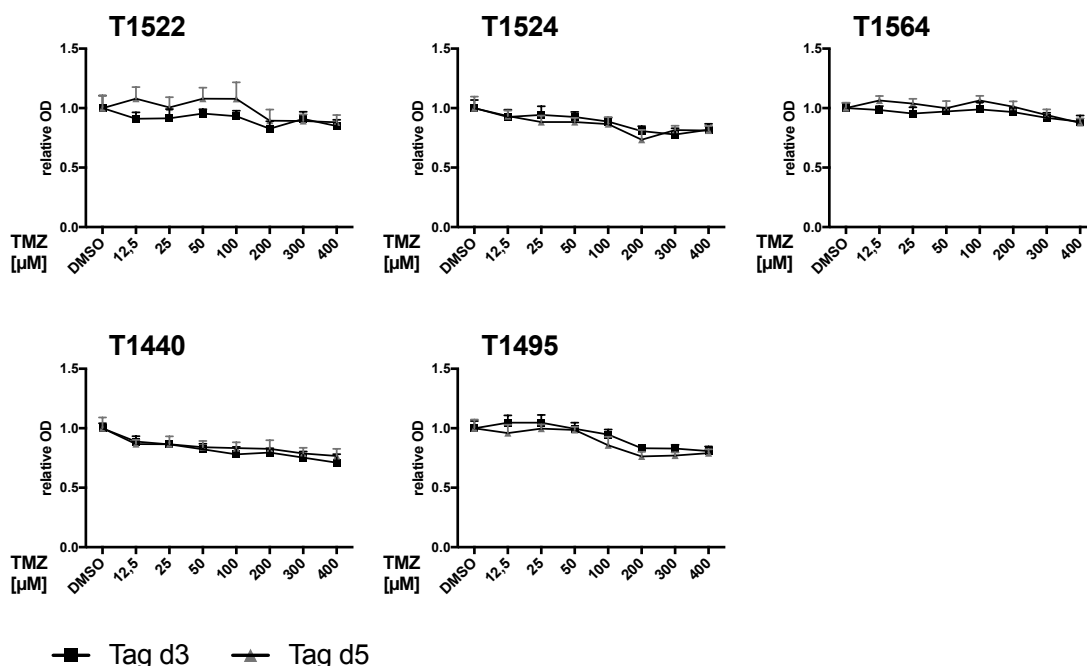 T1522
T1524
T1564
1.5
1.0
0.5
0.0
relative OD
TMZ
[µM]
DMSO
12,5
25
50
100
200
300
400
1.5
1.0
0.5
0.0
relative OD
TMZ
[µM]
DMSO
12,5
25
50
100
200
300
400
1.5
1.0
0.5
0.0
relative OD
TMZ
[µM]
DMSO
12,5
25
50
100
200
300
400
T1440
T1495
1.5
1.0
0.5
0.0
relative OD
TMZ
[µM]
DMSO
12,5
25
50
100
200
300
400
1.5
1.0
0.5
0.0
relative OD
TMZ
[µM]
DMSO
12,5
25
50
100
200
300
400
Tag d3 Tag d5